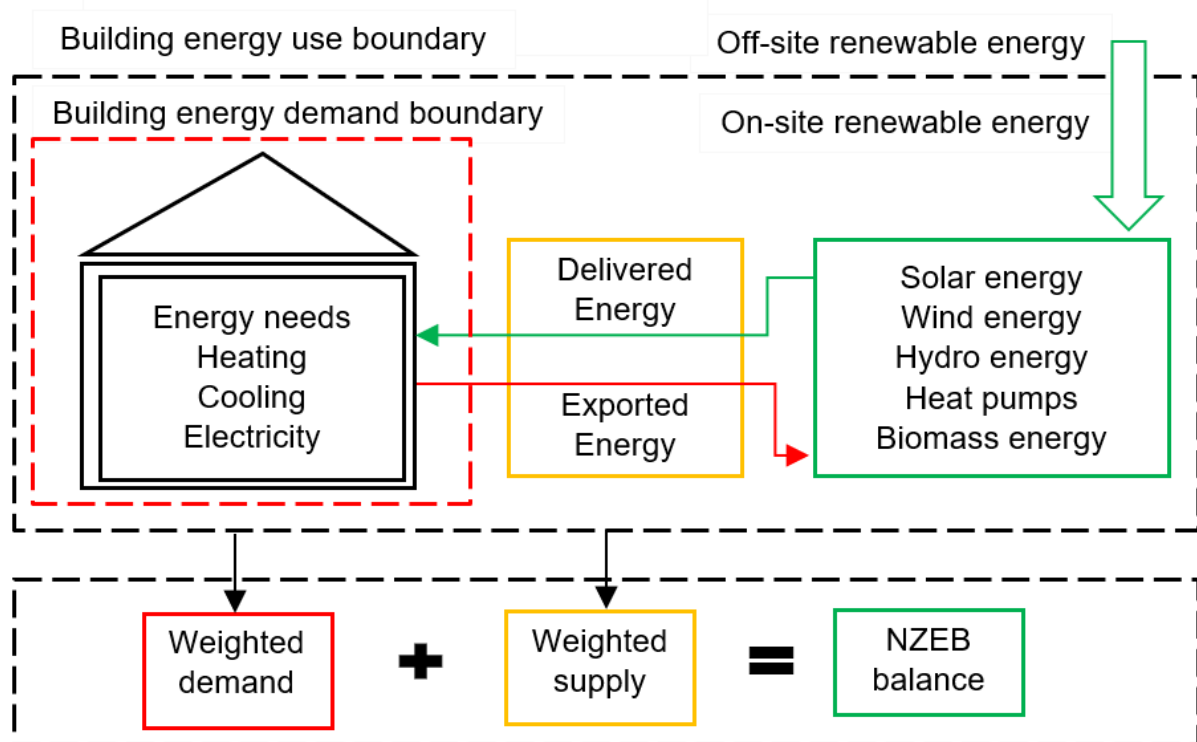 Building energy use boundary
Off-site renewable energy
Building energy demand boundary
On-site renewable energy
Energy needs
Heating
Cooling
Electricity
Delivered
Energy
Exported
Energy
Solar energy
Wind energy
Hydro energy
Heat pumps
Biomass energy
Weighted
demand
+
Weighted
supply
=
NZEB
balance